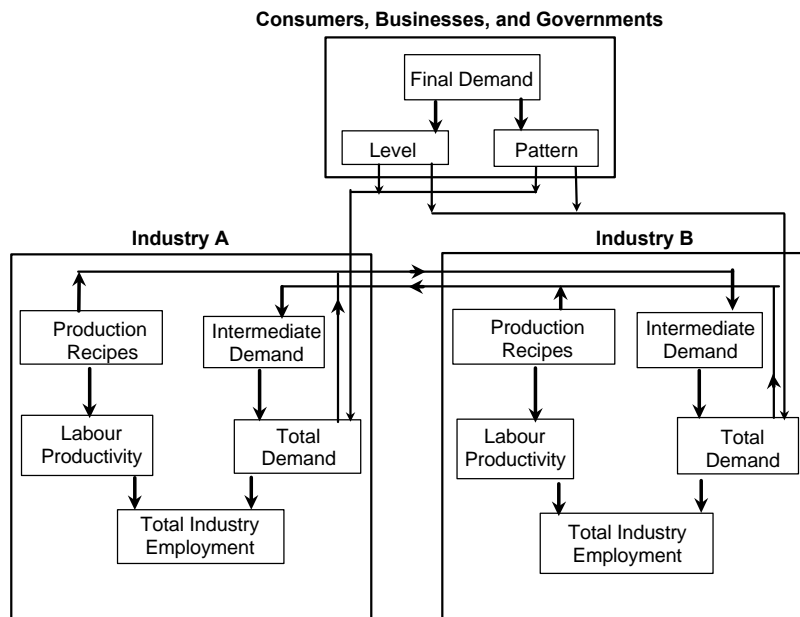 Consumers, Businesses, and Governments
Final Demand
Level
Pattern
Industry A
Production
Recipes
Intermediate
Demand
Labour
Productivity
Total
Demand
Total Industry
Employment
Industry B
Production
Recipes
Intermediate
Demand
Labour
Productivity
Total
Demand
Total Industry
Employment